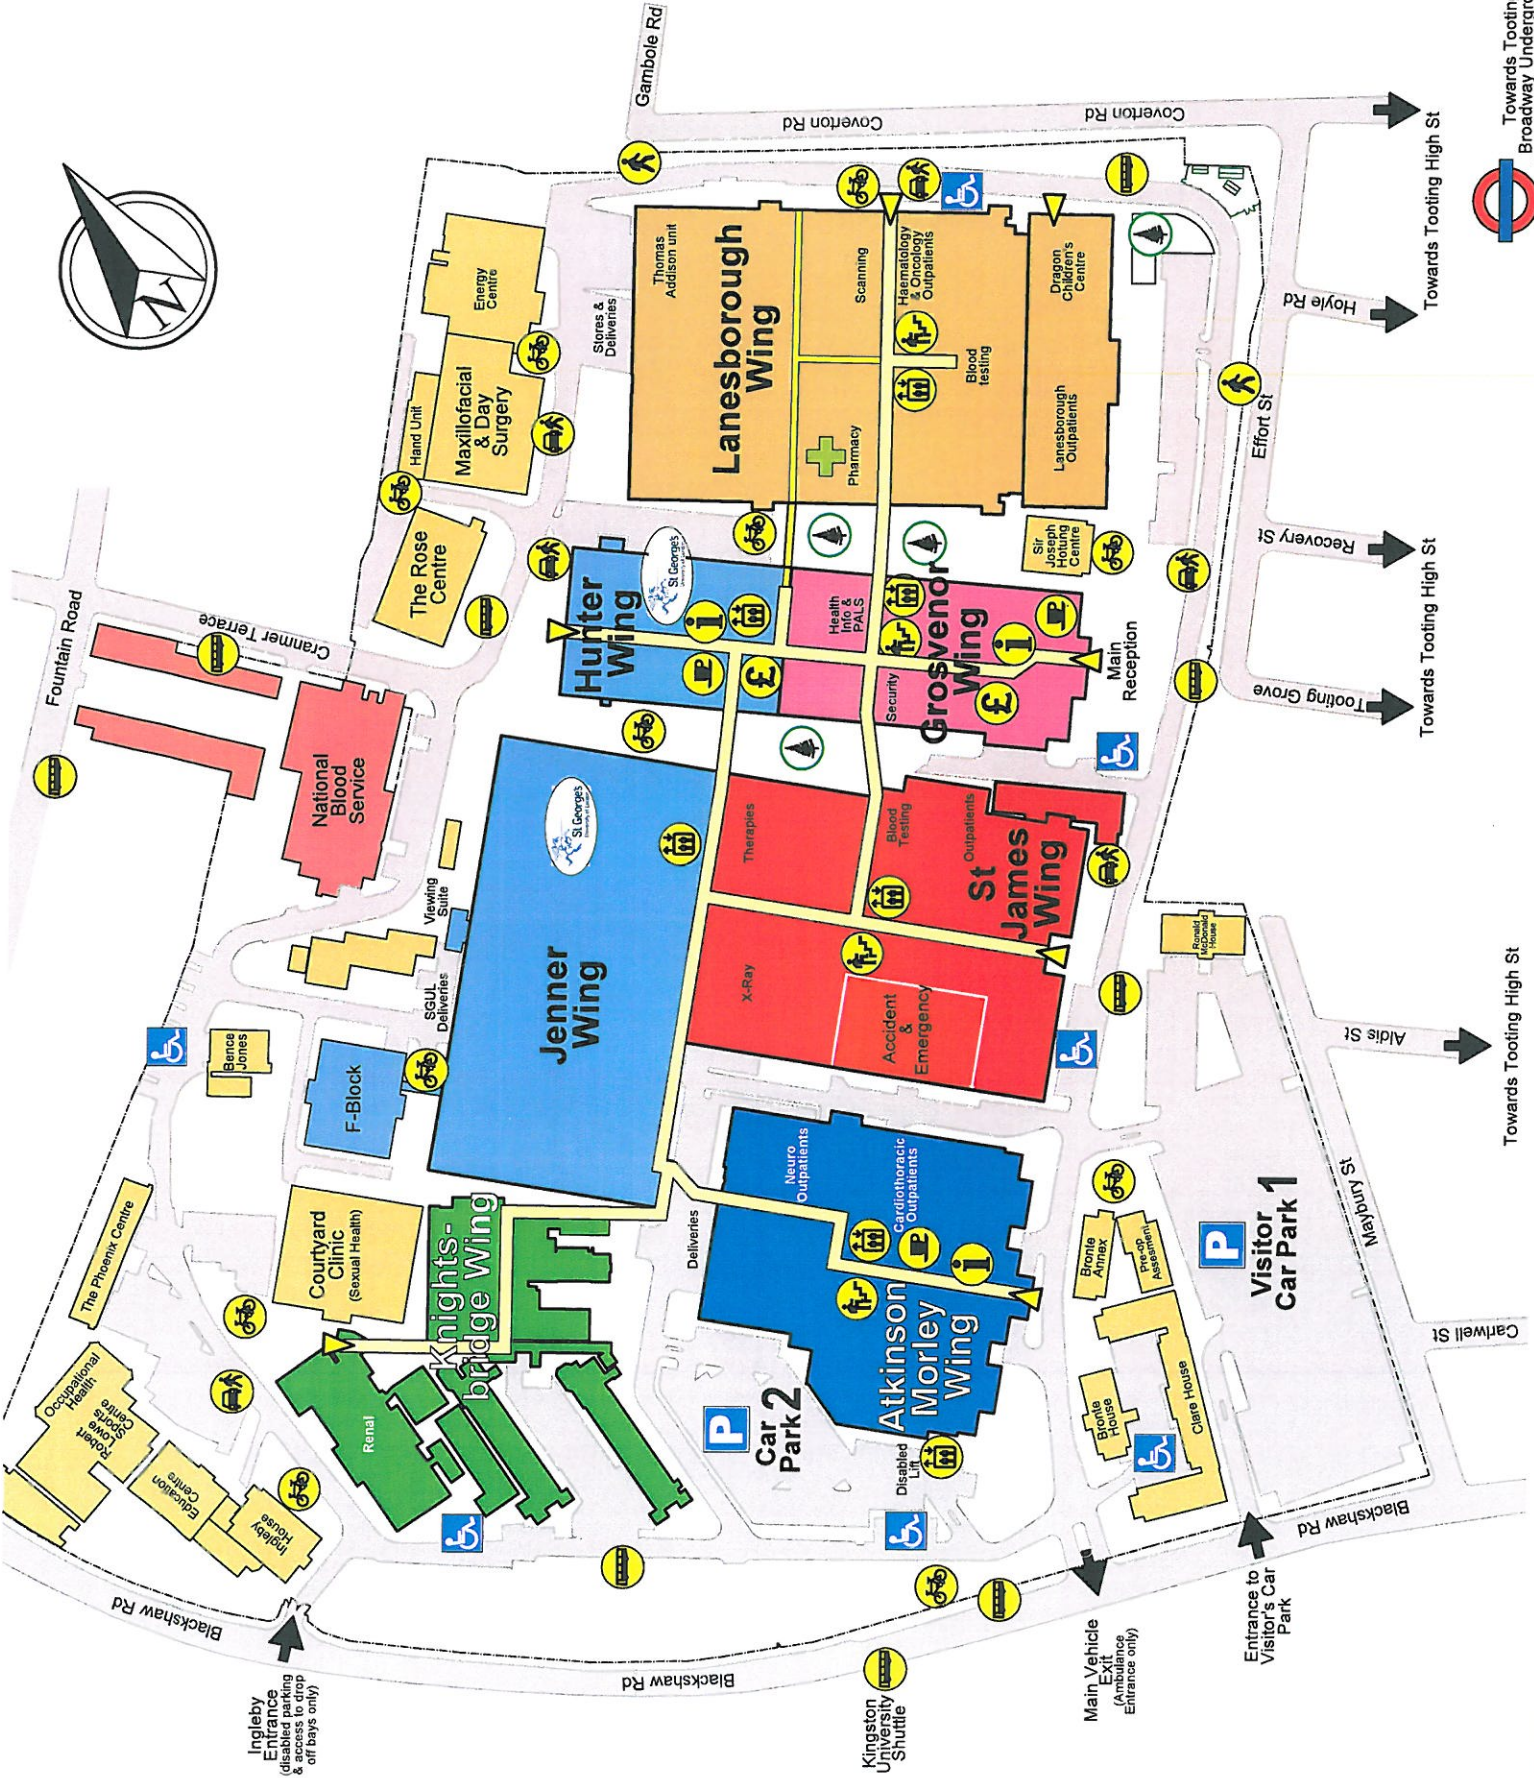 Ingleby
Entrance
(disabled parking
& access to drop
off bays only)
Blackshaw Rd
Ingleby
House
Education
Centre
Robert
Lowe
Sports
Centre
Occupational
Health
The Phoenix Centre
Courtyard
Clinic
(Sexual Health)
Renal
Knights-
bridge Wing
Bence
Jones
F-Block
SGUL
Deliveries
Viewing
Suite
Fountain Road
Cranmer Terrace
National
Blood
Service
The Rose
Centre
Hand Unit
Maxillofacial
& Day
Surgery
Energy
Centre
N
Stores &
Deliveries
Gambole Rd
Blackshaw Rd
Jenner
Wing
St George's
Hunter
Wing
St George's
i
£
Thomas
Addison unit
Lanesborough
Wing
Scanning
Pharmacy
Haematology
& Oncology
Outpatients
Blood
testing
Dragon
Children's
Centre
Lanesborough
Outpatients
Coverton Rd
Coverton Rd
Health
Info &
PALS
Security
Grosvenor
Wing
i
£
Main
Reception
Sir
Joseph
Hotung
Centre
Therapies
X-Ray
Blood
Testing
Outpatients
St
James
Wing
Accident
&
Emergency
Deliveries
Neuro
Outpatients
Cardiothoracic
Outpatients
i
Atkinson
Morley
Wing
P
Car
Park 2
Disabled
Lift
Kingston
University
Shuttle
Main Vehicle
Exit
(Ambulance
Entrance only)
Entrance to
Visitor's Car
Park
Blackshaw Rd
Bronte
House
Clare House
Bronte
Annex
Pre-op
Assesment
P
Visitor
Car Park 1
Ronald
McDonald
House
Maybury St
Carlwell St
Aldis St
Tooting Grove
Recovery St
Effort St
Hoyle Rd
Towards Tooting High St
Towards Tooting High St
Towards Tooting High St
Towards Tooting